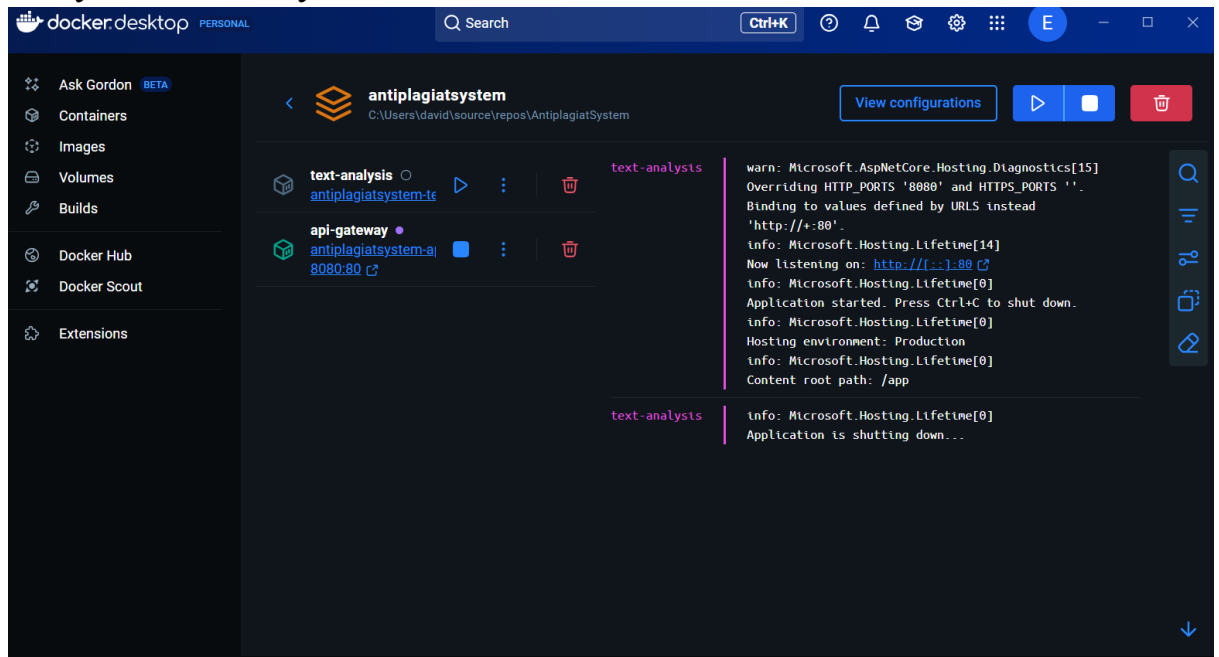 docker.desktop PERSONAL
Search
Ctrl+K
E
Ask Gordon BETA
Containers
Images
Volumes
Builds
Docker Hub
Docker Scout
Extensions
antiplagiatsystem
C:\Users\david\source\repos\AntiplagiatSystem
View configurations
text-analysis
antiplagiatsystem-te
api-gateway
antiplagiatsystem-a
8080:80
text-analysis
warn: Microsoft.AspNetCore.Hosting.Diagnostics[15]
Overriding HTTP_PORTS '8080' and HTTPS_PORTS ''.
Binding to values defined by URLS instead
'http://+:80'.
info: Microsoft.Hosting.Lifetime[14]
Now listening on: http://[::]:80
info: Microsoft.Hosting.Lifetime[0]
Application started. Press Ctrl+C to shut down.
info: Microsoft.Hosting.Lifetime[0]
Hosting environment: Production
info: Microsoft.Hosting.Lifetime[0]
Content root path: /app
text-analysis
info: Microsoft.Hosting.Lifetime[0]
Application is shutting down...